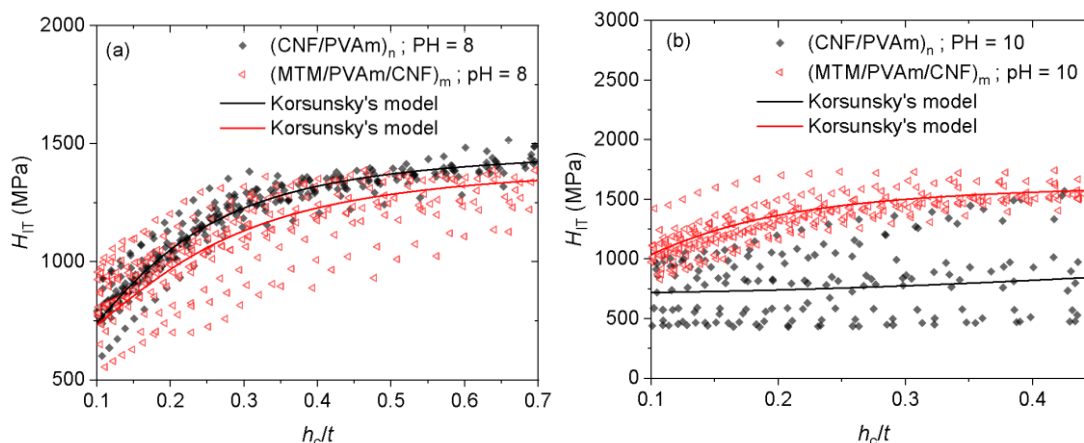 (a)
(CNF/PVAm)n ; PH = 8
(MTM/PVAm/CNF)m ; pH = 8
Korsunsky's model
Korsunsky's model
2000
1500
1000
500
HIT (MPa)
0.1 0.2 0.3 0.4 0.5 0.6 0.7
hc/t
(b)
(CNF/PVAm)n ; PH = 10
(MTM/PVAm/CNF)m ; pH = 10
Korsunsky's model
Korsunsky's model
3000
2500
2000
1500
1000
500
0
HIT (MPa)
0.1 0.2 0.3 0.4
hc/t